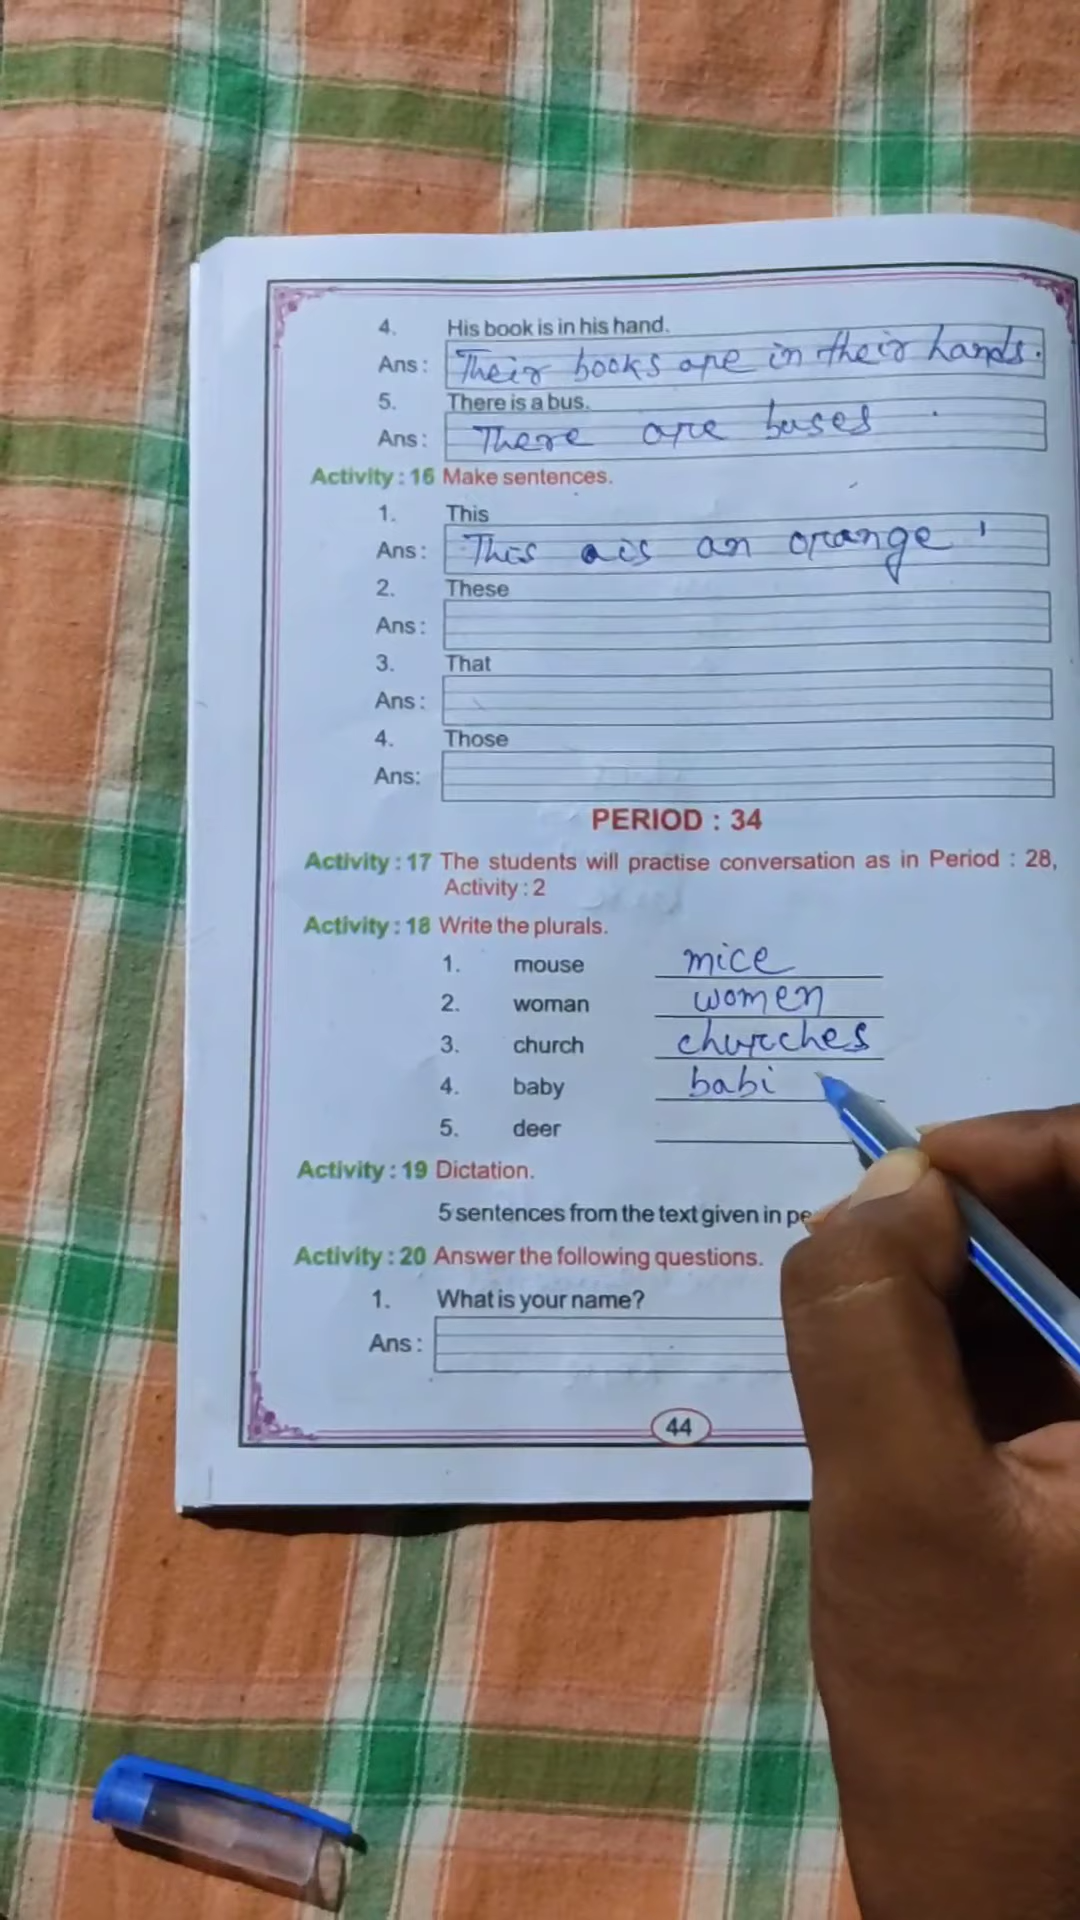 4. His book is in his hand.
Ans : Their books are in their hands.
5. There is a bus.
Ans : There are buses .
Activity : 16 Make sentences.
1. This
Ans : This is an orange
2. These
Ans :
3. That
Ans :
4. Those
Ans:
PERIOD : 34
Activity : 17 The students will practise conversation as in Period : 28,
Activity : 2
Activity : 18 Write the plurals.
1. mouse mice
2. woman women
3. church churches
4. baby babi
5. deer
Activity : 19 Dictation.
5 sentences from the text given in
Activity : 20 Answer the following questions.
1. What is your name?
Ans :
44